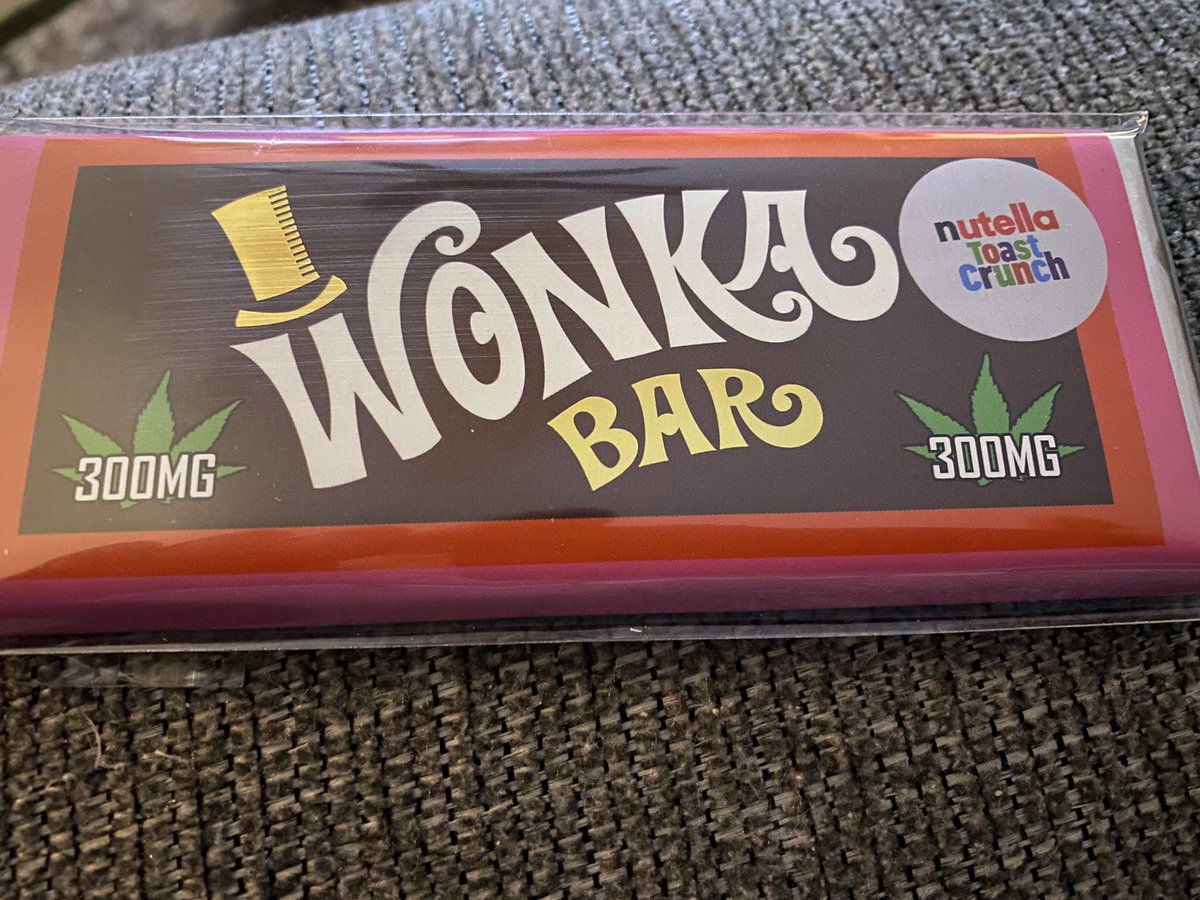 WONKA
BAR
nutella
Toast
crunch
300MG
300MG